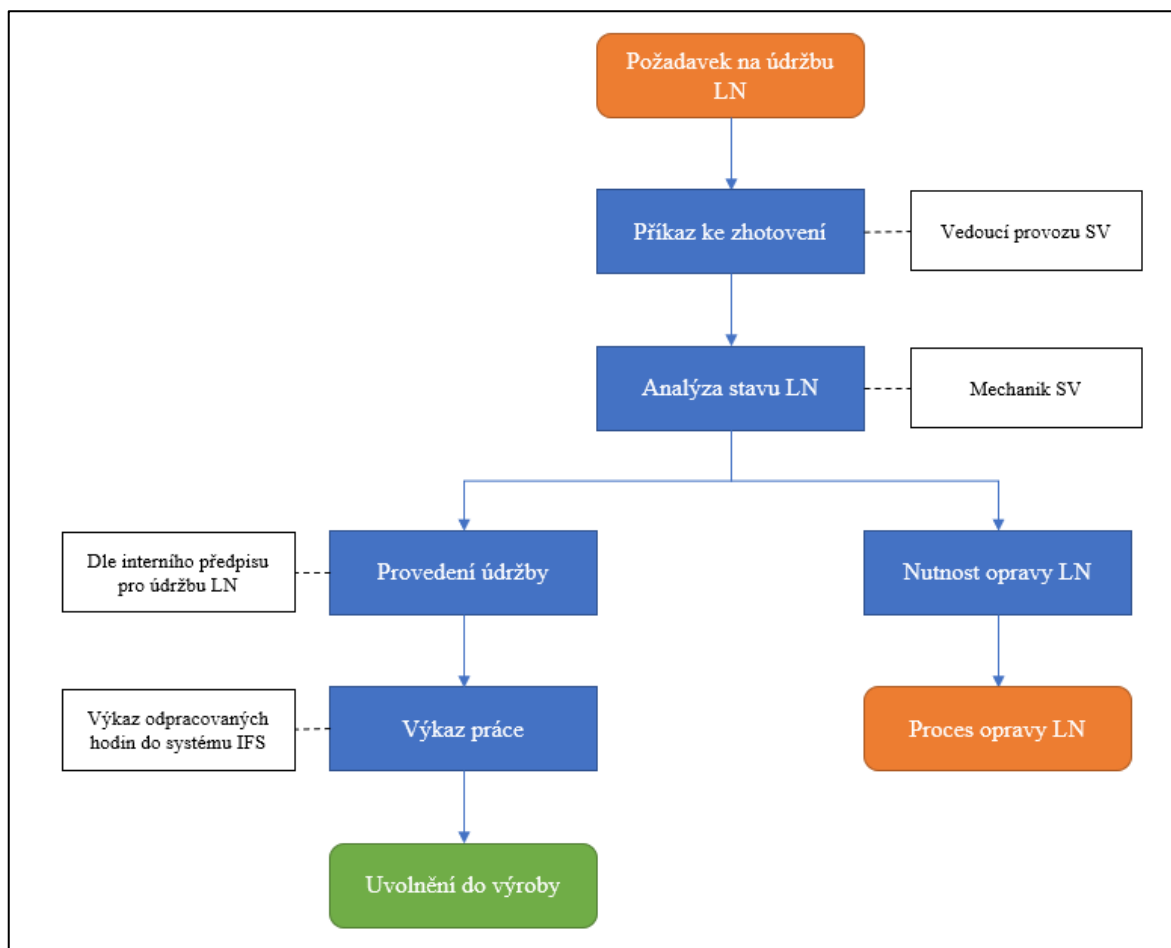 Požadavek na údržbu
LN
Příkaz ke zhotovení
Vedoucí provozu SV
Analýza stavu LN
Mechanik SV
Dle interního předpisu
pro údržbu LN
Provedení údržby
Nutnost opravy LN
Výkaz odpracovaných
hodin do systému IFS
Výkaz práce
Proces opravy LN
Uvolnění do výroby